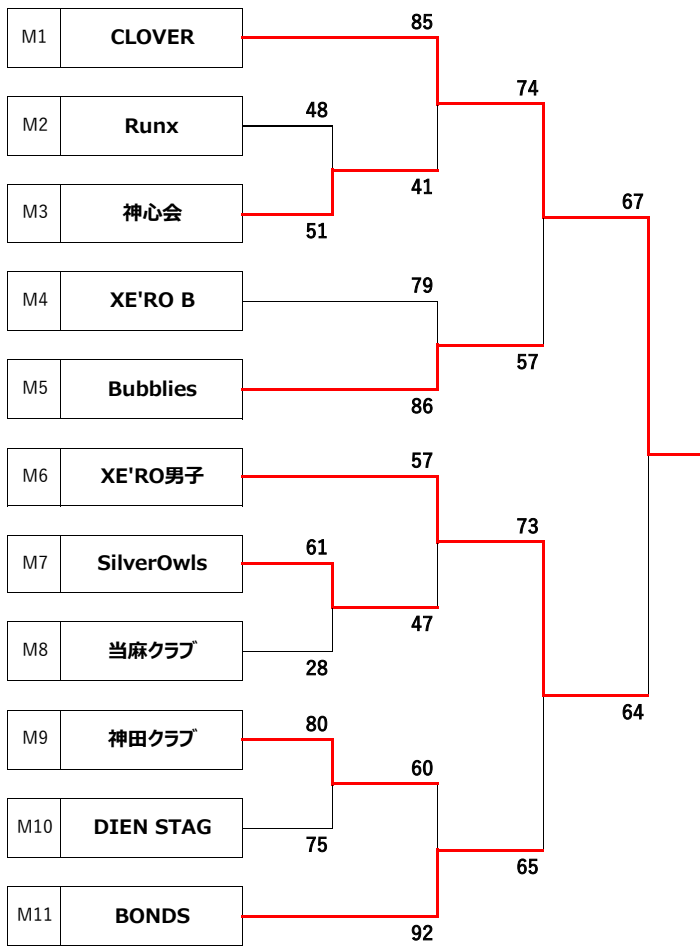 M1 CLOVER 85
74
M2 Runx 48
41
M3 神心会 51
67
M4 XE'RO B 79
57
M5 Bubblies 86
M6 XE'RO男子 57
73
M7 SilverOwls 61
47
M8 当麻クラブ 28
64
M9 神田クラブ 80
60
M10 DIEN STAG 75
65
M11 BONDS 92